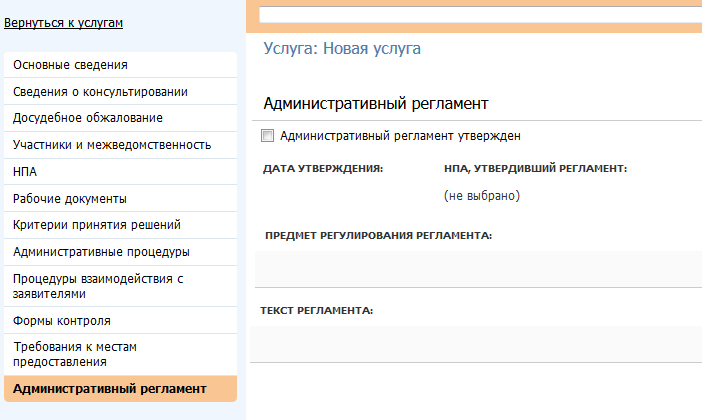 Вернуться к услугам
Основные сведения
Сведения о консультировании
Досудебное обжалование
Участники и межведомственность
НПА
Рабочие документы
Критерии принятия решений
Административные процедуры
Процедуры взаимодействия с
заявителями
Формы контроля
Требования к местам
предоставления
Административный регламент
Услуга: Новая услуга
Административный регламент
Административный регламент утвержден
ДАТА УТВЕРЖДЕНИЯ: НПА, УТВЕРДИВШИЙ РЕГЛАМЕНТ:
(не выбрано)
ПРЕДМЕТ РЕГУЛИРОВАНИЯ РЕГЛАМЕНТА:
ТЕКСТ РЕГЛАМЕНТА: